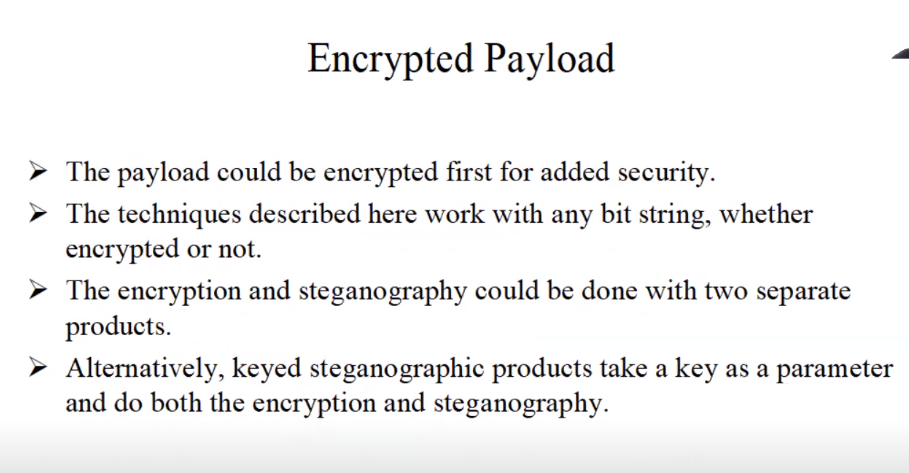 Encrypted Payload
➤ The payload could be encrypted first for added security.
➤ The techniques described here work with any bit string, whether
encrypted or not.
➤ The encryption and steganography could be done with two separate
products.
➤ Alternatively, keyed steganographic products take a key as a parameter
and do both the encryption and steganography.